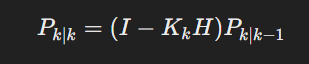 P_{k|k} = (I − K_k H)P_{k|k−1}